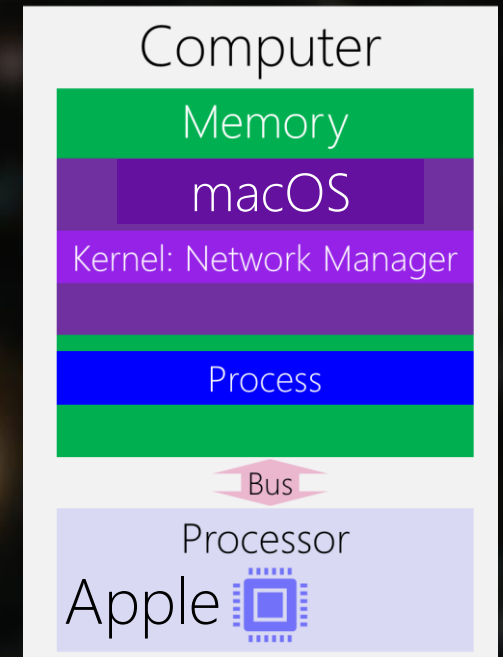 Computer
Memory
macOS
Kernel: Network Manager
Process
Bus
Processor
Apple